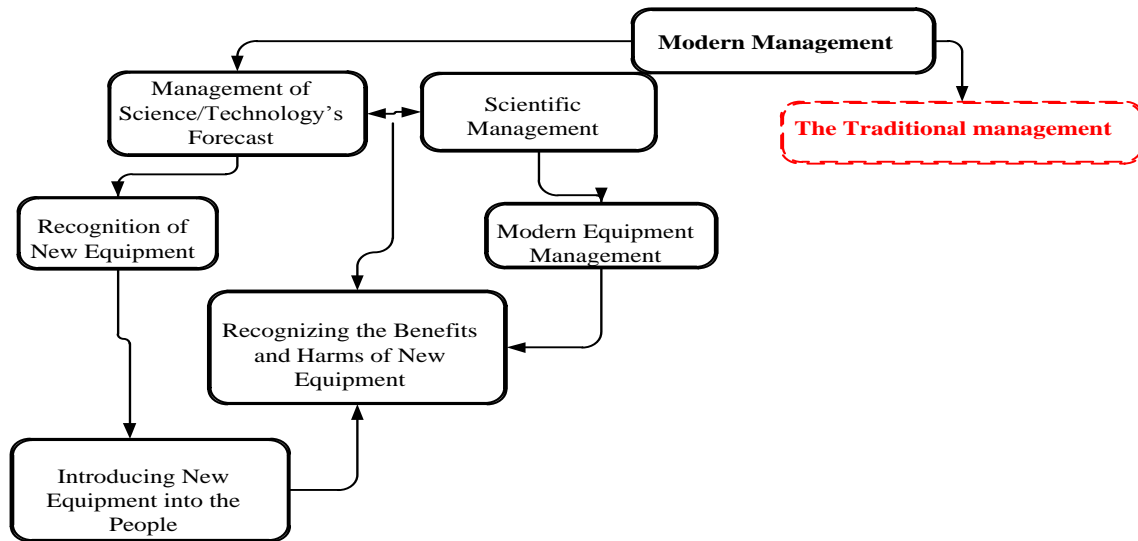 Modern Management
Management of
Science/Technology's
Forecast
Scientific
Management
The Traditional management
Recognition of
New Equipment
Modern Equipment
Management
Recognizing the Benefits
and Harms of New
Equipment
Introducing New
Equipment into the
People